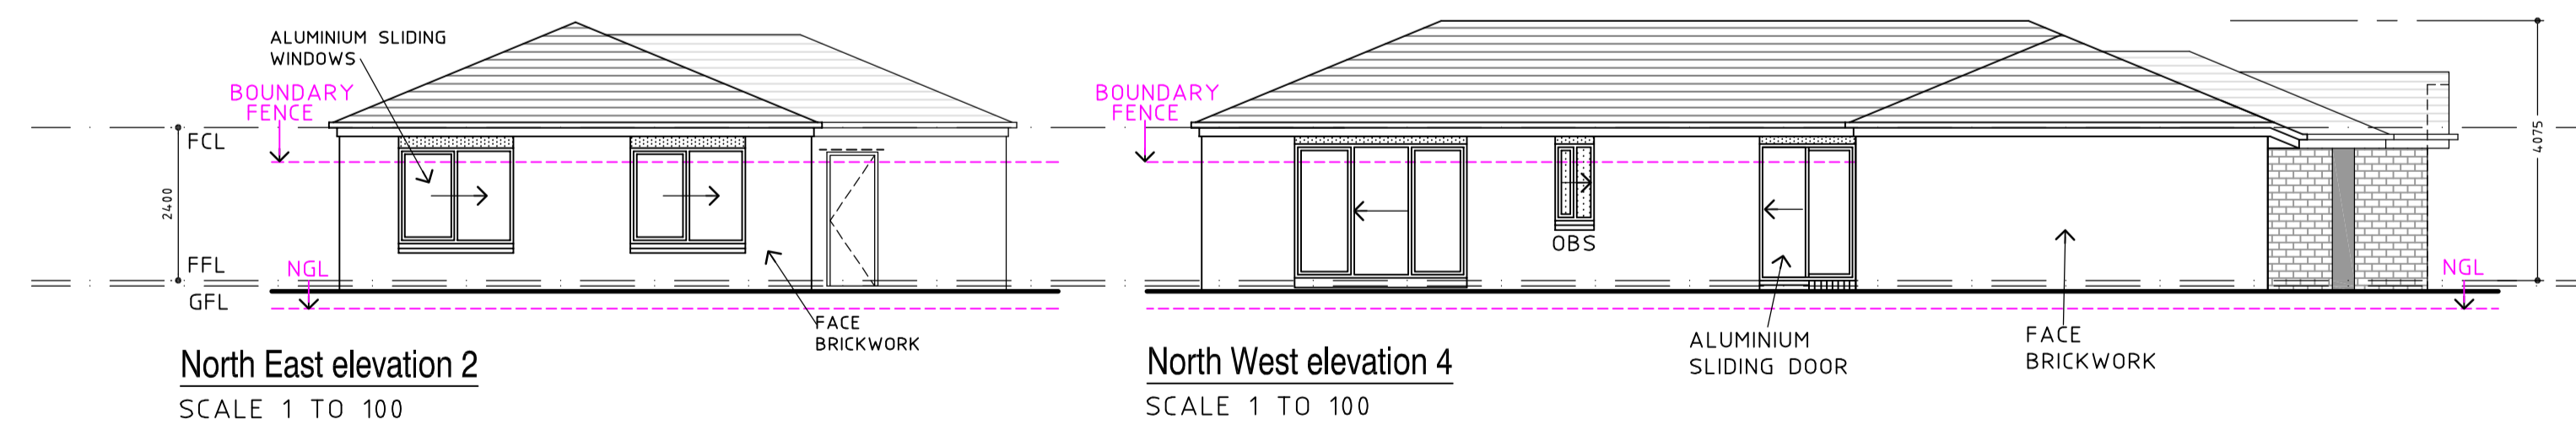 ALUMINIUM SLIDING
WINDOWS
BOUNDARY
FENCE
FCL
2400
FFL
NGL
GFL
FACE
BRICKWORK
North East elevation 2
SCALE 1 TO 100
BOUNDARY
FENCE
OBS
4075
NGL
ALUMINIUM
SLIDING DOOR
FACE
BRICKWORK
North West elevation 4
SCALE 1 TO 100